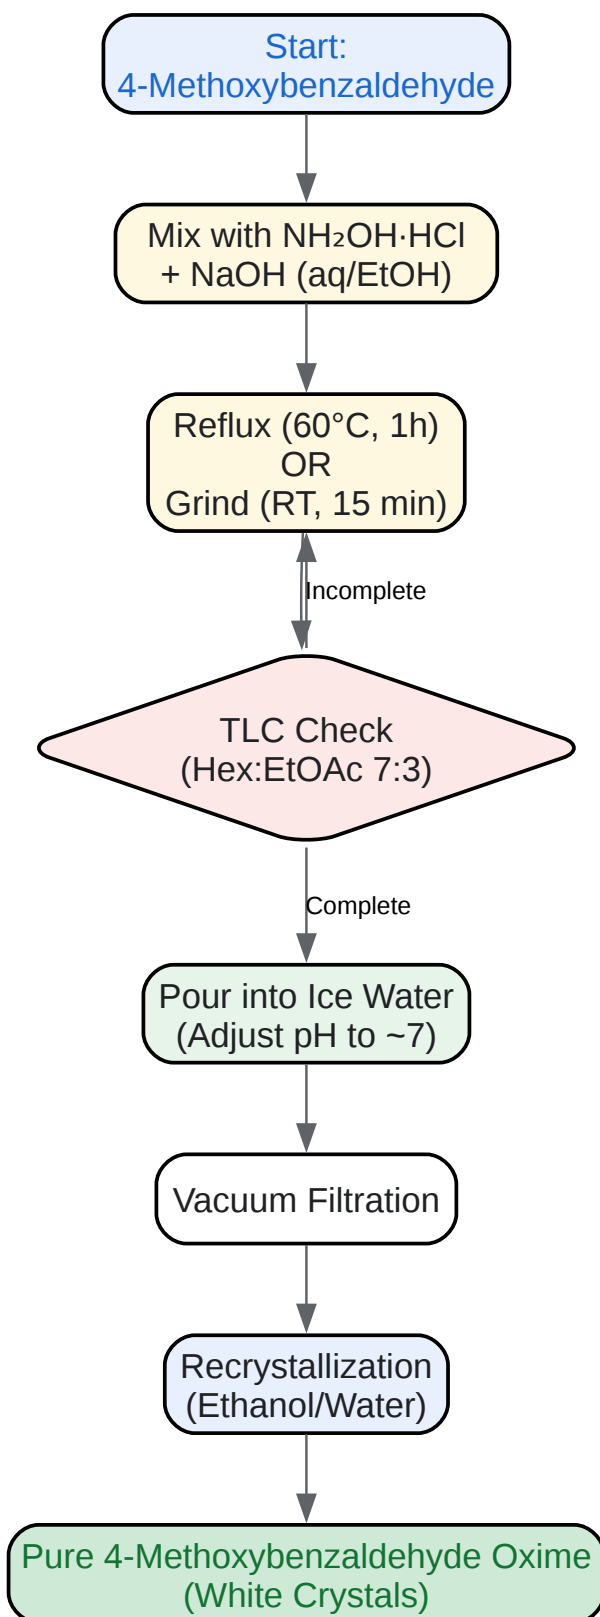 Start:
4-Methoxybenzaldehyde
Mix with NH₂OH·HCl
+ NaOH (aq/EtOH)
Reflux (60°C, 1h)
OR
Grind (RT, 15 min)
Incomplete
TLC Check
(Hex:EtOAc 7:3)
Complete
Pour into Ice Water
(Adjust pH to ~7)
Vacuum Filtration
Recrystallization
(Ethanol/Water)
Pure 4-Methoxybenzaldehyde Oxime
(White Crystals)